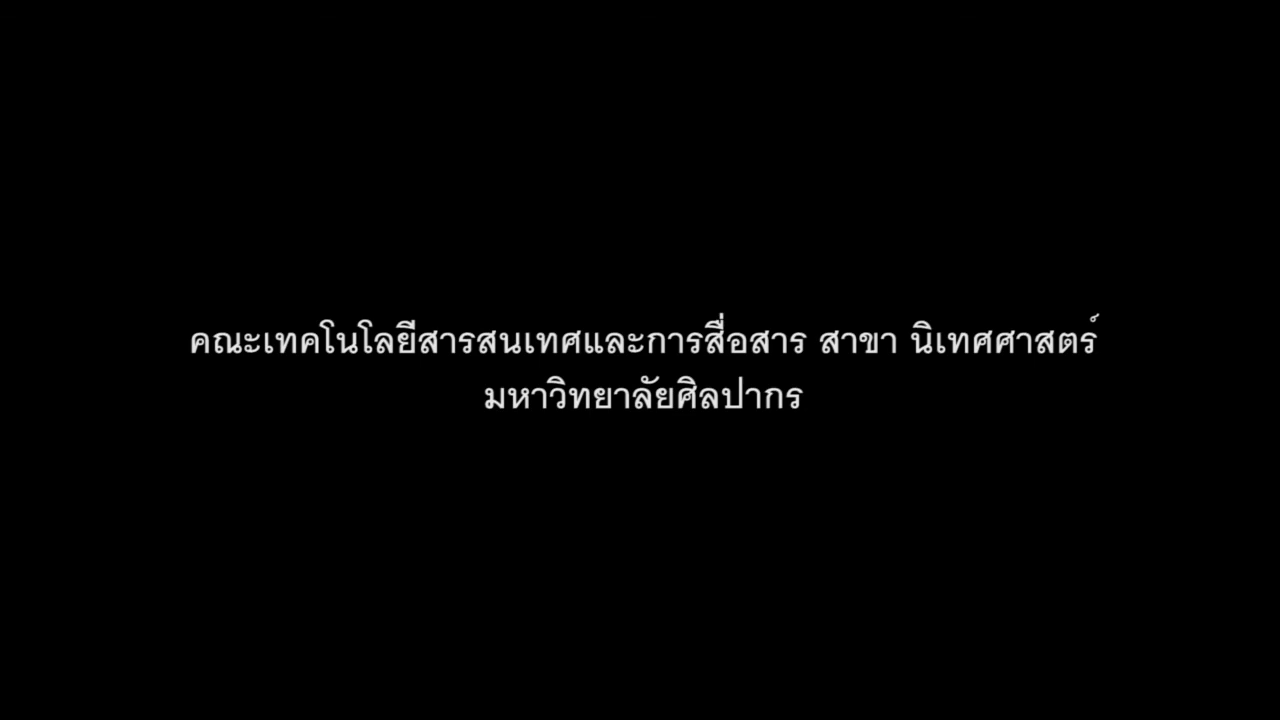 คณะเทคโนโลยีสารสนเทศและการสื่อสาร สาขา นิเทศศาสตร์
มหาวิทยาลัยศิลปากร